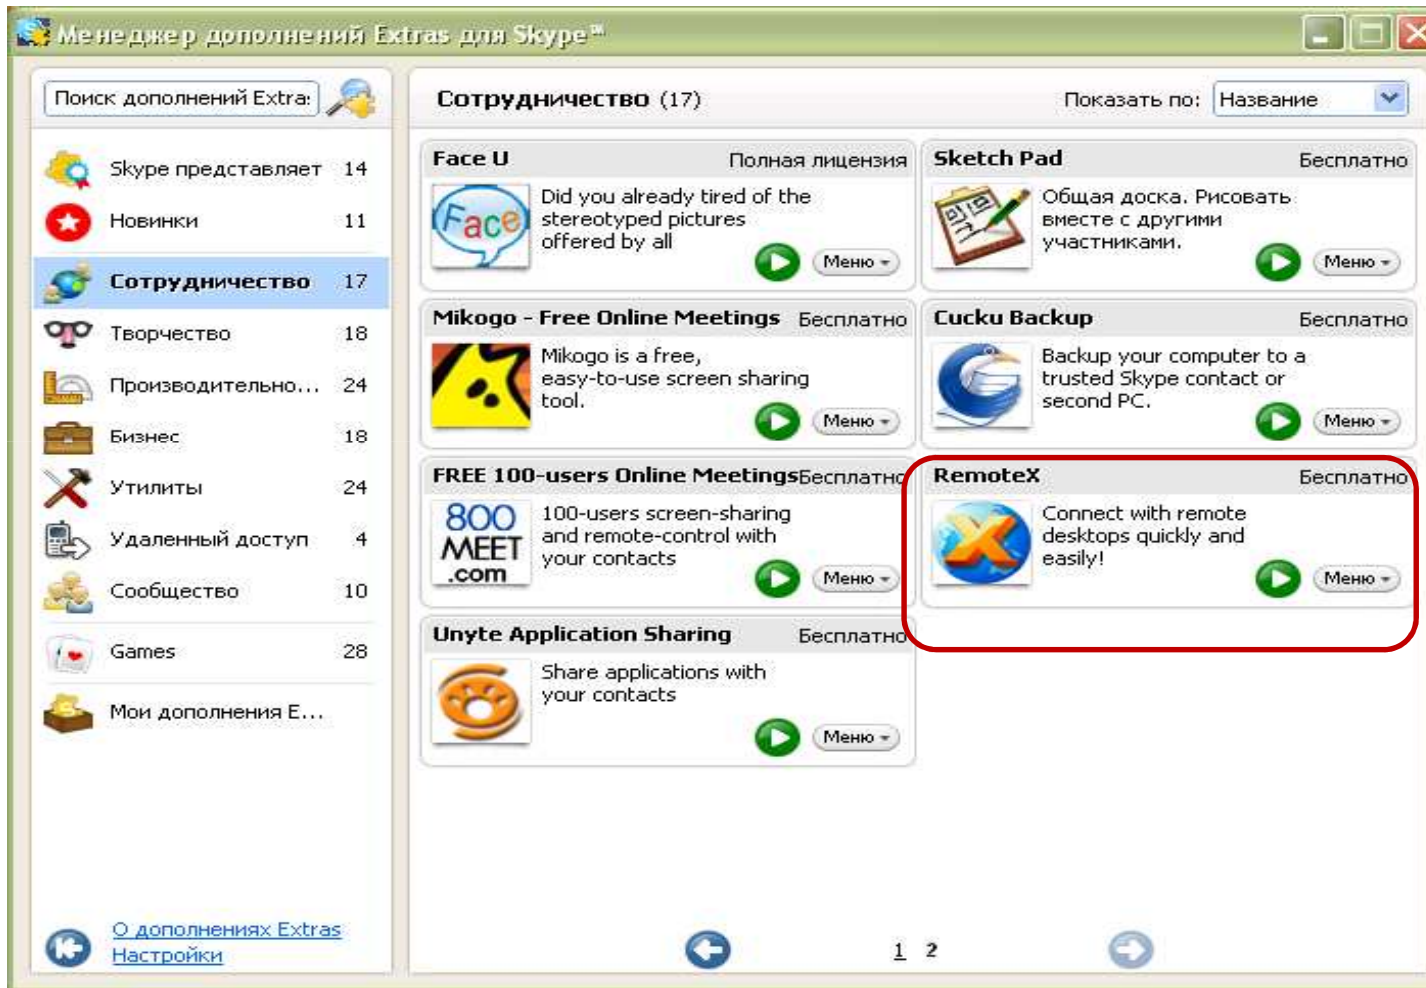 Менеджер дополнений Extras для Skype™
Поиск дополнений Extra:
Skype представляет 14
Новинки 11
Сотрудничество 17
Творчество 18
Производительно... 24
Бизнес 18
Утилиты 24
Удаленный доступ 4
Сообщество 10
Games 28
Мои дополнения E...
О дополнениях Extras
Настройки
Сотрудничество (17)
Показать по: Название
Face U Полная лицензия
Face
Did you already tired of the
stereotyped pictures
offered by all
Меню
Sketch Pad Бесплатно
Общая доска. Рисовать
вместе с другими
участниками.
Меню
Mikogo - Free Online Meetings Бесплатно
Mikogo is a free,
easy-to-use screen sharing
tool.
Меню
Cucku Backup Бесплатно
Backup your computer to a
trusted Skype contact or
second PC.
Меню
FREE 100-users Online Meetings Бесплатно
800
MEET
.com
100-users screen-sharing
and remote-control with
your contacts
Меню
RemoteX Бесплатно
X
Connect with remote
desktops quickly and
easily!
Меню
Unyte Application Sharing Бесплатно
Share applications with
your contacts
Меню
1 2